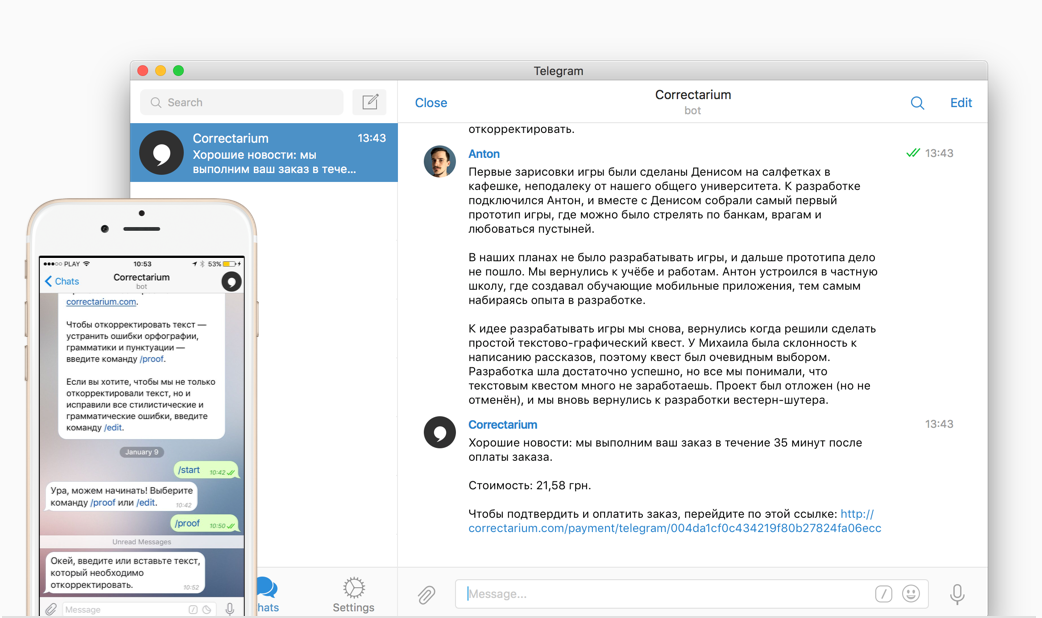 Telegram
Search
Close
Correctarium
bot
Edit
Correctarium 13:43
Хорошие новости: мы
выполним ваш заказ в тече...
откорректировать.
Anton 13:43
Первые зарисовки игры были сделаны Денисом на салфетках в
кафешке, неподалеку от нашего общего университета. К разработке
подключился Антон, и вместе с Денисом собрали самый первый
прототип игры, где можно было стрелять по банкам, врагам и
любоваться пустыней.
В наших планах не было разрабатывать игры, и дальше прототипа дело
не пошло. Мы вернулись к учёбе и работам. Антон устроился в частную
школу, где создавал обучающие мобильные приложения, тем самым
набираясь опыта в разработке.
К идее разрабатывать игры мы снова, вернулись когда решили сделать
простой текстово-графический квест. У Михаила была склонность к
написанию рассказов, поэтому квест был очевидным выбором.
Разработка шла достаточно успешно, но все мы понимали, что
текстовым квестом много не заработаешь. Проект был отложен (но не
отменён), и мы вновь вернулись к разработки вестерн-шутера.
Correctarium 13:43
Хорошие новости: мы выполним ваш заказ в течение 35 минут после
оплаты заказа.
Стоимость: 21,58 грн.
Чтобы подтвердить и оплатить заказ, перейдите по этой ссылке: http://
correctarium.com/payment/telegram/004da1cf0c434219f80b27824fa06ecc
Message...
hats
Settings
PLAY 10:53 53%
Chats
Correctarium
bot
correctarium.com.
Чтобы откорректировать текст —
устранить ошибки орфографии,
грамматики и пунктуации —
введите команду /proof.
Если вы хотите, чтобы мы не только
откорректировали текст, но и
исправили все стилистические и
грамматические ошибки, введите
команду /edit.
January 9
/start 10:42
Ура, можем начинать! Выберите
команду /proof или /edit. 10:42
/proof 10:50
Unread Messages
Окей, введите или вставьте текст,
который необходимо
откорректировать. 10:52
Message